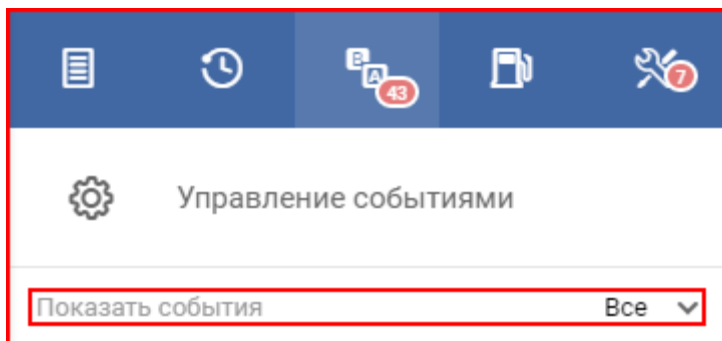 B
A
43
7
Управление событиями
Показать события Все